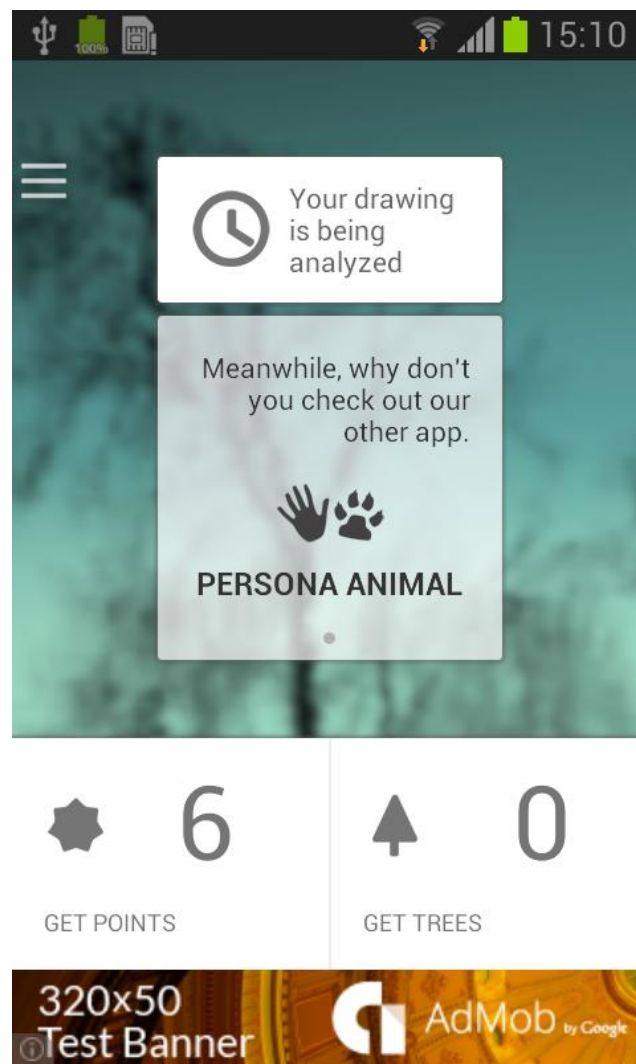 100%
15:10
Your drawing
is being
analyzed
Meanwhile, why don't
you check out our
other app.
PERSONA ANIMAL
6
0
GET POINTS
GET TREES
320x50
Test Banner
AdMob by Google